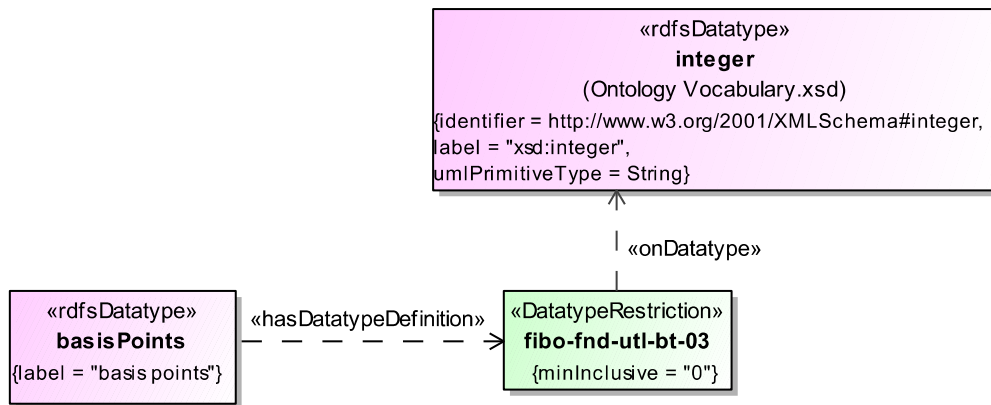 «rdfsDatatype»
integer
(Ontology Vocabulary.xsd)
{identifier = http://www.w3.org/2001/XMLSchema#integer,
label = "xsd:integer",
umlPrimitiveType = String}
«onDatatype»
«rdfsDatatype»
basisPoints
{label = "basis points"}
«hasDatatypeDefinition»
«DatatypeRestriction»
fibo-fnd-utl-bt-03
{minInclusive = "0"}